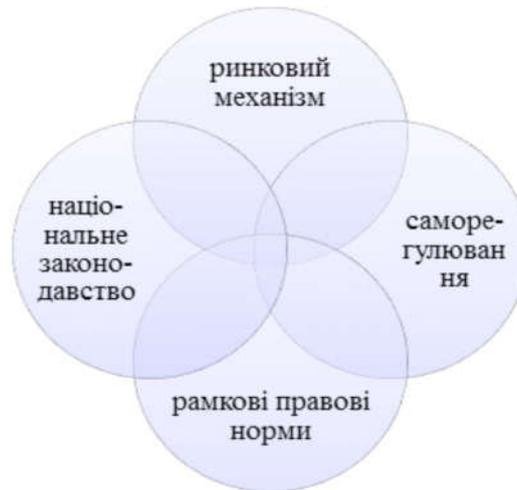 ринковий
механізм
націо-
нальне
законо-
давство
саморе-
гулюван
ня
рамкові правові
норми